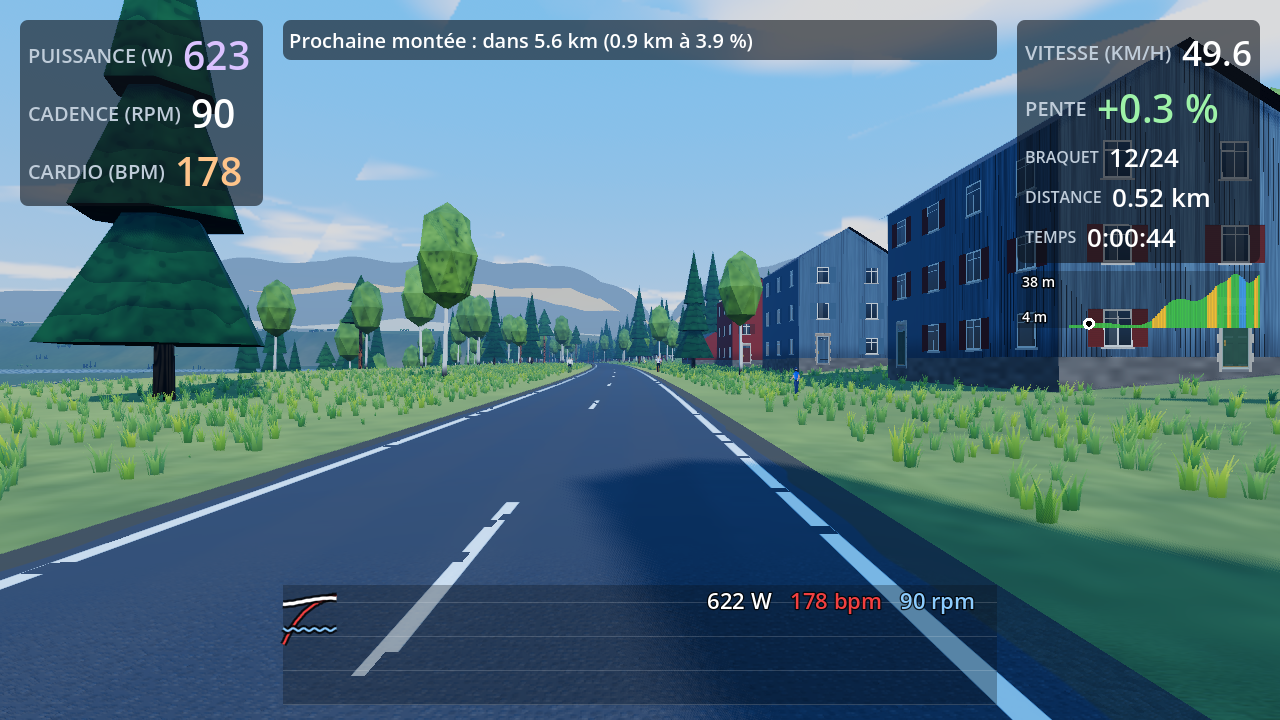 PUISSANCE (W) 623
CADENCE (RPM) 90
CARDIO (BPM) 178
Prochaine montée : dans 5.6 km (0.9 km à 3.9 %)
VITESSE (KM/H) 49.6
PENTE +0.3 %
BRAQUET 12/24
DISTANCE 0.52 km
TEMPS 0:00:44
38 m
4 m
622 W 178 bpm 90 rpm